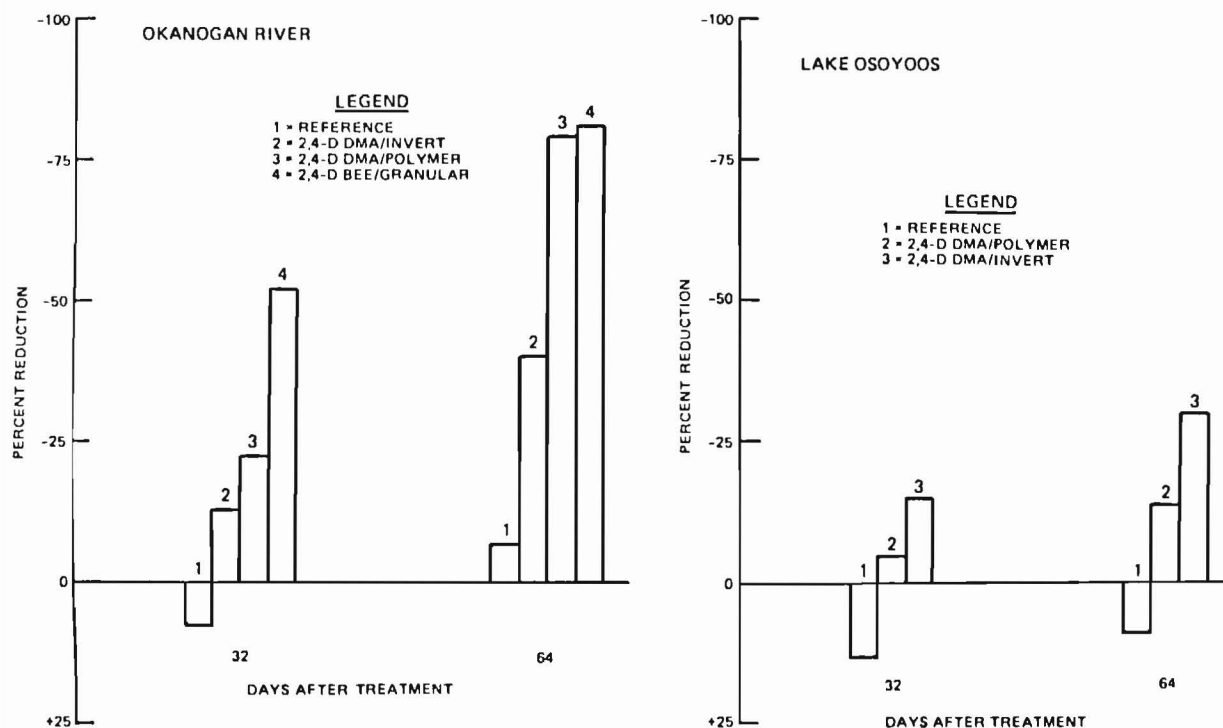 -100
OKANOGAN RIVER
LEGEND
1 = REFERENCE
2 = 2,4-D DMA/INVERT
3 = 2,4-D DMA/POLYMER
4 = 2,4-D BEE/GRANULAR
-75
-50
-25
0
+25
PERCENT REDUCTION
1
2
3
4
1
2
3
4
32
64
DAYS AFTER TREATMENT
-100
LAKE OSOYOOS
LEGEND
1 = REFERENCE
2 = 2,4-D DMA/POLYMER
3 = 2,4-D DMA/INVERT
-75
-50
-25
0
+25
PERCENT REDUCTION
1
2
3
1
2
3
32
64
DAYS AFTER TREATMENT